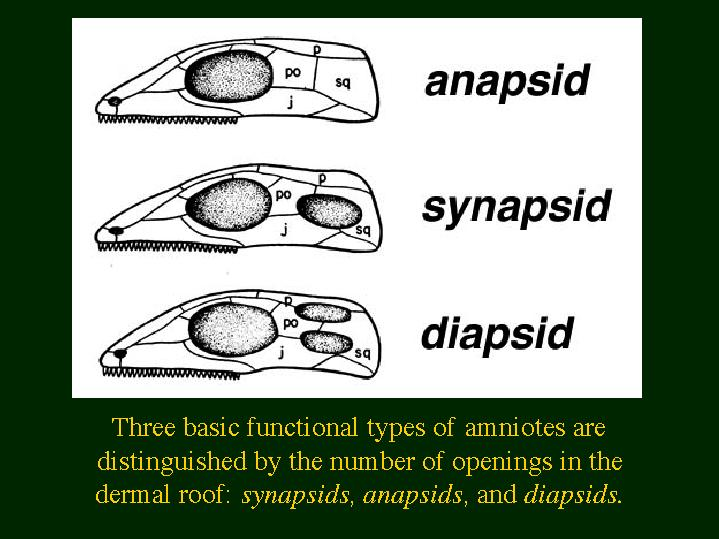 p
po
sq
j
anapsid
p
po
j
sq
synapsid
p
po
j
sq
diapsid
Three basic functional types of amniotes are
distinguished by the number of openings in the
dermal roof: synapsids, anapsids, and diapsids.